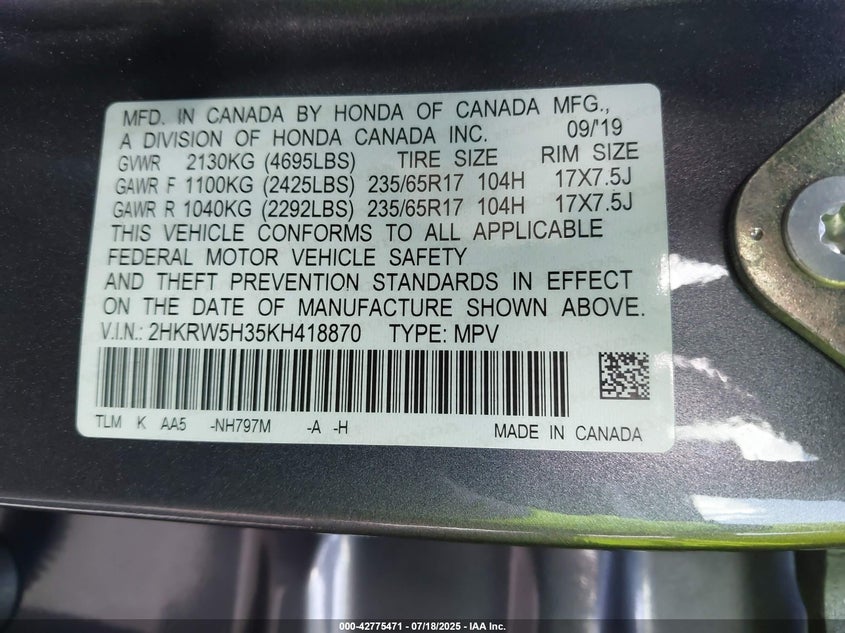 MFD. IN CANADA BY HONDA OF CANADA MFG.,
A DIVISION OF HONDA CANADA INC. 09/'19
GVWR 2130KG (4695LBS) TIRE SIZE RIM SIZE
GAWR F 1100KG (2425LBS) 235/65R17 104H 17X7.5J
GAWR R 1040KG (2292LBS) 235/65R17 104H 17X7.5J
THIS VEHICLE CONFORMS TO ALL APPLICABLE
FEDERAL MOTOR VEHICLE SAFETY
AND THEFT PREVENTION STANDARDS IN EFFECT
ON THE DATE OF MANUFACTURE SHOWN ABOVE.
V.I.N.: 2HKRW5H35KH418870 TYPE: MPV
TLM K AA5 -NH797M -A -H MADE IN CANADA
000-42775471 - 07/18/2025 - IAA Inc.